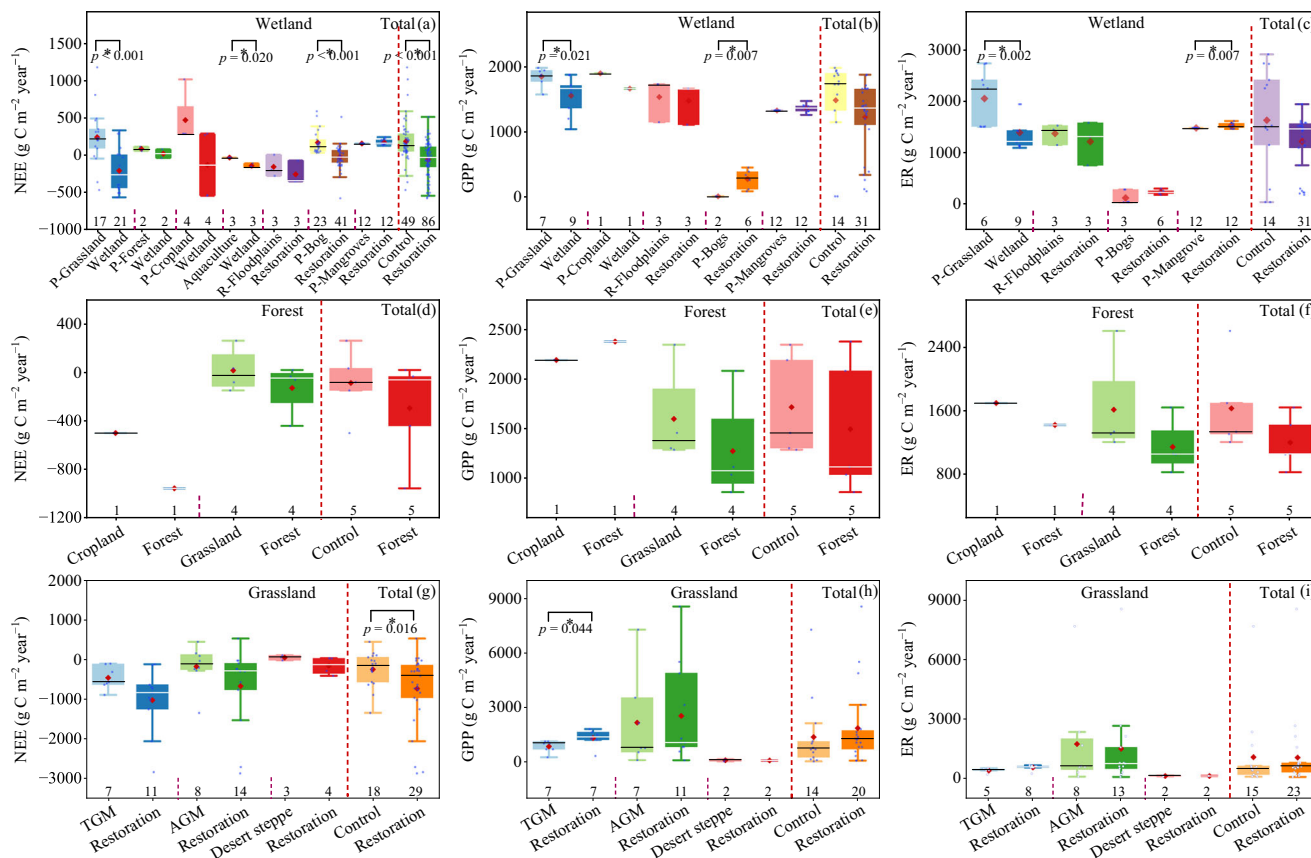 Wetland Total (a)
NEE (g C m−2 year−1)
1500
1000
500
0
−500
−1000
* * * *
p < 0.001 p = 0.020 p < 0.001 p < 0.001
17 21 2 2 4 4 3 3 3 3 23 41 12 12 49 86
P-Grassland Wetland P-Forest Wetland P-Cropland Wetland Aquaculture Wetland R-Floodplains Restoration P-Bog Restoration P-Mangroves Restoration Control Restoration
Wetland Total (b)
GPP (g C m−2 year−1)
2000
1000
0
* *
p = 0.021 p = 0.007
7 9 1 1 3 3 2 6 12 12 14 31
P-Grassland Wetland P-Cropland Wetland R-Floodplains Restoration P-Bogs Restoration P-Mangroves Restoration Control Restoration
Wetland Total (c)
ER (g C m−2 year−1)
3000
2000
1000
0
* *
p = 0.002 p = 0.007
6 9 3 3 3 6 12 12 14 31
P-Grassland Wetland R-Floodplains Restoration P-Bogs Restoration P-Mangrove Restoration Control Restoration
Forest Total (d)
NEE (g C m−2 year−1)
400
0
−400
−800
−1200
1 1 4 4 5 5
Cropland Forest Grassland Forest Control Forest
Forest Total (e)
GPP (g C m−2 year−1)
2500
2000
1500
1000
1 1 4 4 5 5
Cropland Forest Grassland Forest Control Forest
Forest Total (f)
ER (g C m−2 year−1)
2400
1600
800
1 1 4 4 5 5
Cropland Forest Grassland Forest Control Forest
Grassland Total (g)
NEE (g C m−2 year−1)
2000
1000
0
−1000
−2000
−3000
*
p = 0.016
7 11 8 14 3 4 18 29
TGM Restoration AGM Restoration Desert steppe Restoration Control Restoration
Grassland Total (h)
GPP (g C m−2 year−1)
9000
6000
3000
0
*
p = 0.044
7 7 7 11 2 2 14 20
TGM Restoration AGM Restoration Desert steppe Restoration Control Restoration
Grassland Total (i)
ER (g C m−2 year−1)
9000
6000
3000
0
5 8 8 13 2 2 15 23
TGM Restoration AGM Restoration Desert steppe Restoration Control Restoration